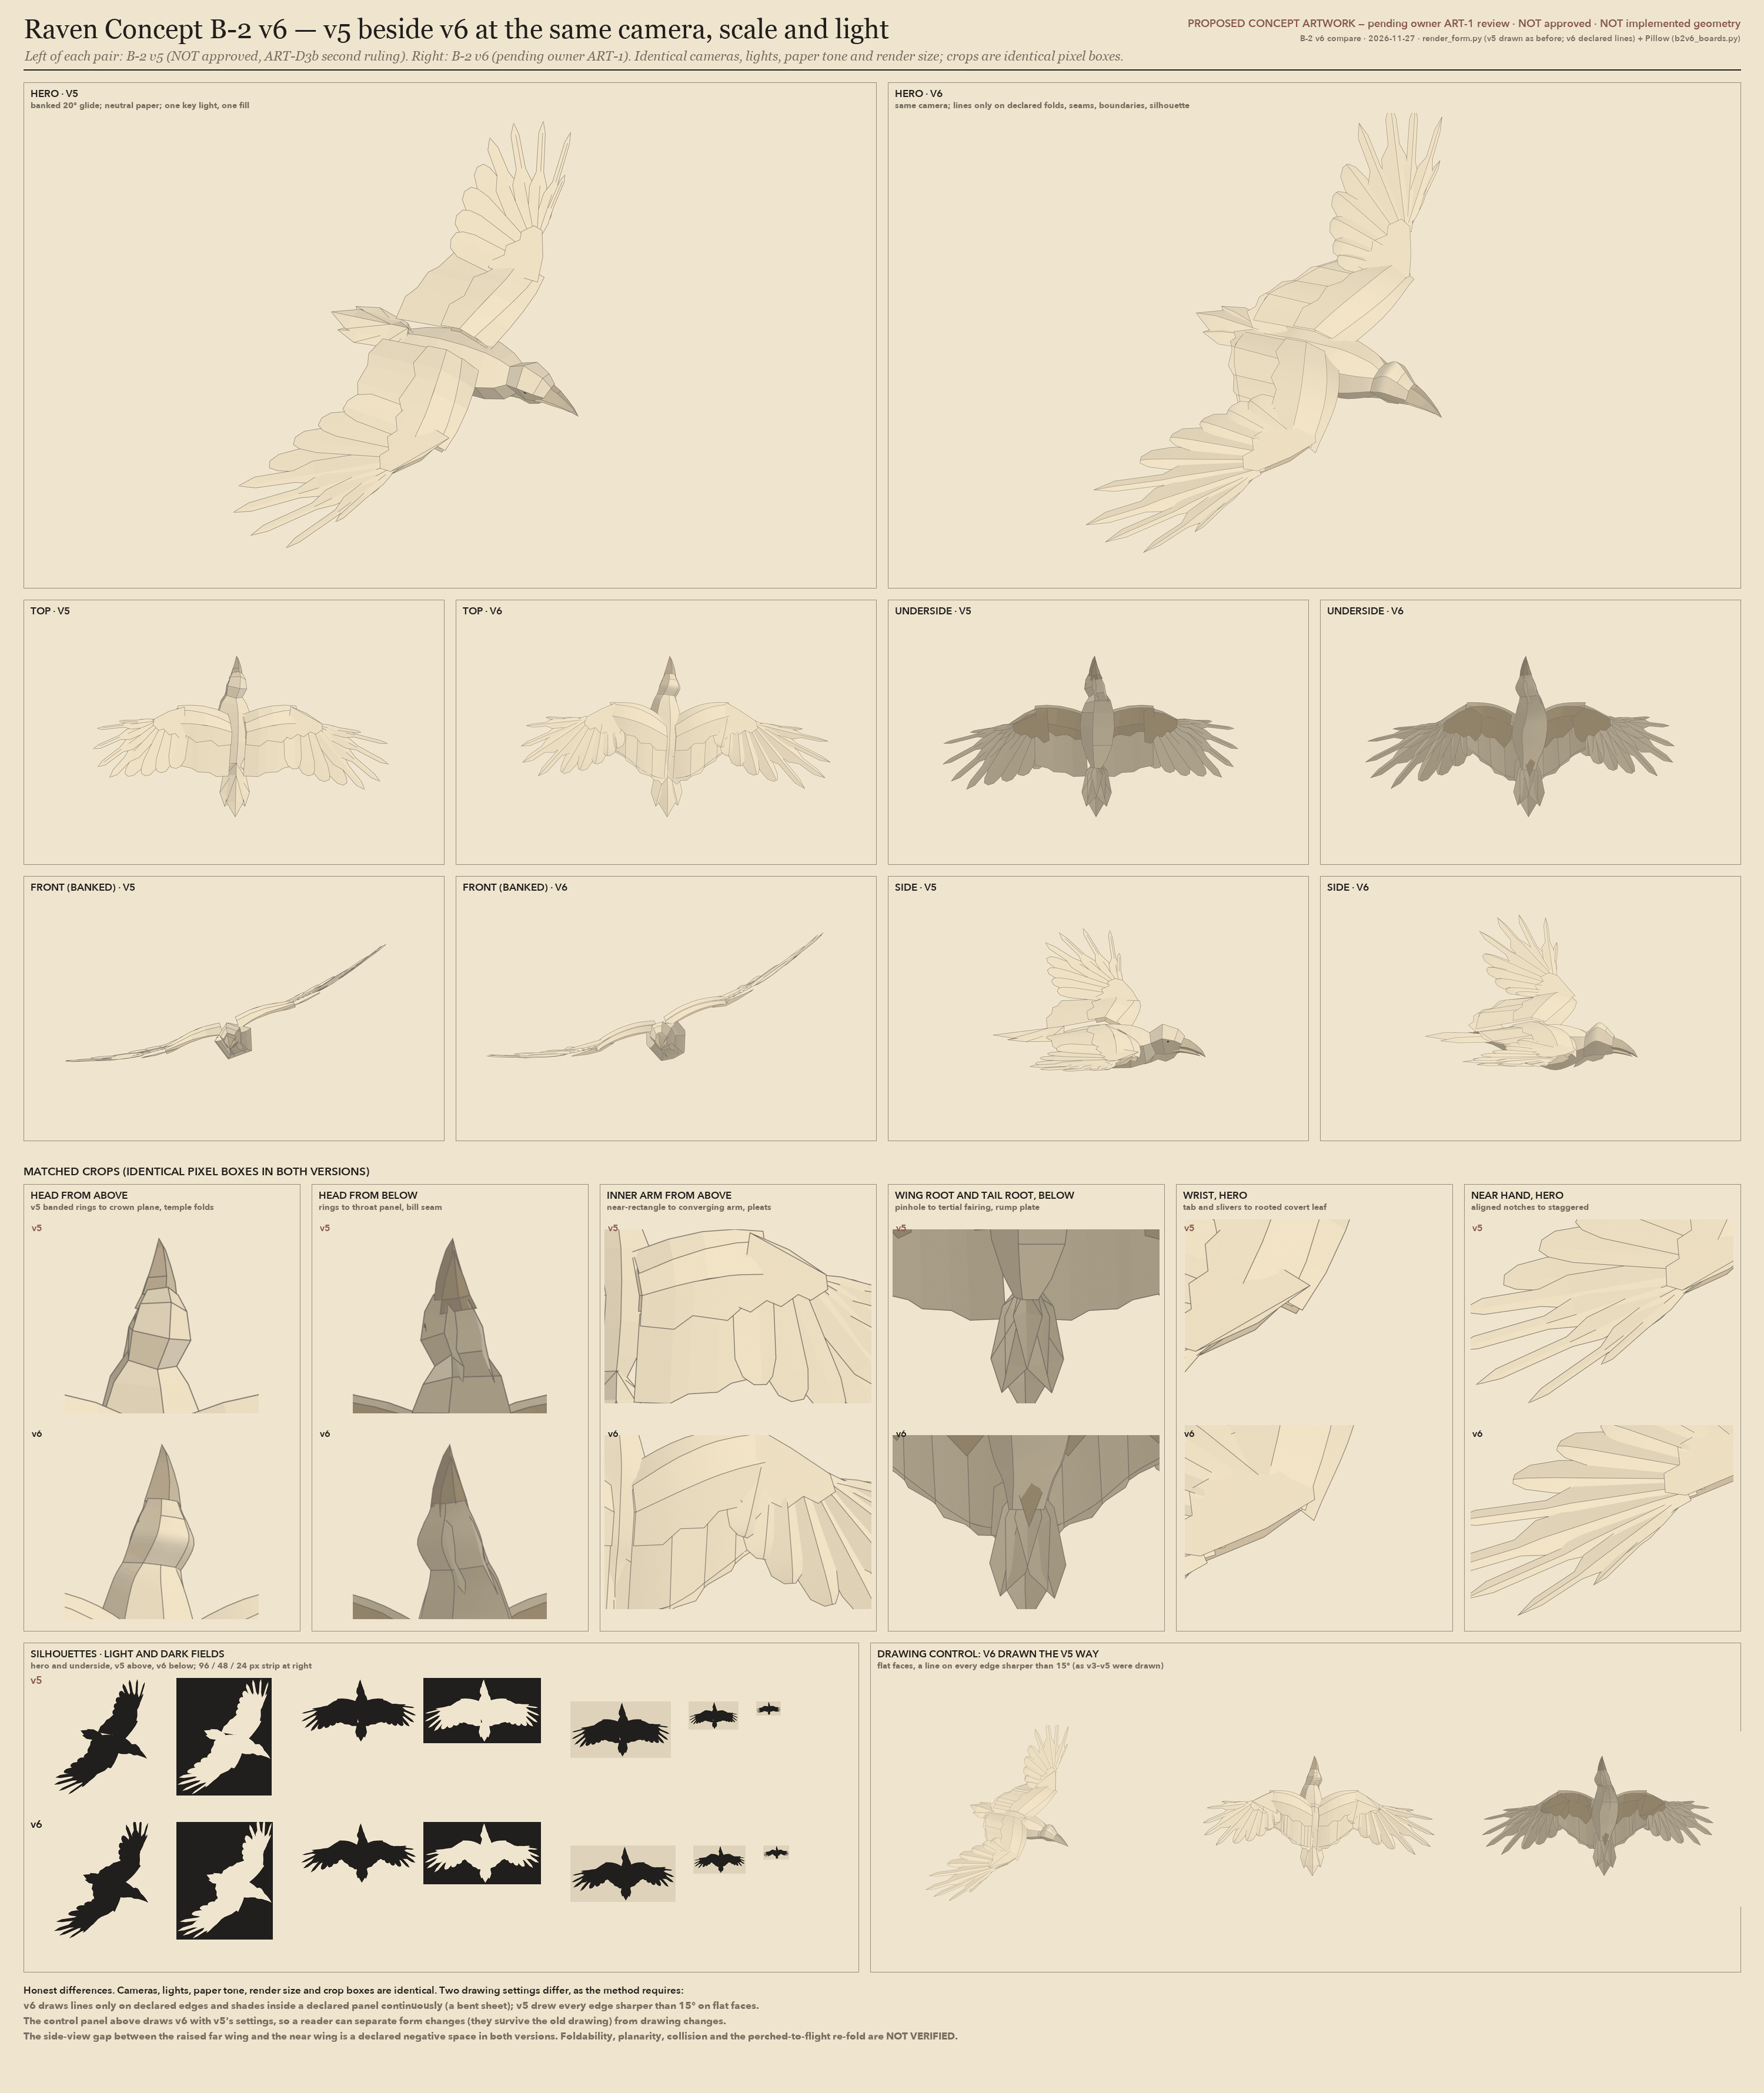 Raven Concept B-2 v6 — v5 beside v6 at the same camera, scale and light
PROPOSED CONCEPT ARTWORK — pending owner ART-1 review · NOT approved · NOT implemented geometry
B-2 v6 compare · 2026-11-27 · render_form.py (v5 drawn as before; v6 declared lines) + Pillow (b2v6_boards.py)
Left of each pair: B-2 v5 (NOT approved, ART-D3b second ruling). Right: B-2 v6 (pending owner ART-1). Identical cameras, lights, paper tone and render size; crops are identical pixel boxes.
HERO · V5
banked 20° glide; neutral paper; one key light, one fill
HERO · V6
same camera; lines only on declared folds, seams, boundaries, silhouette
TOP · V5
TOP · V6
UNDERSIDE · V5
UNDERSIDE · V6
FRONT (BANKED) · V5
FRONT (BANKED) · V6
SIDE · V5
SIDE · V6
MATCHED CROPS (IDENTICAL PIXEL BOXES IN BOTH VERSIONS)
HEAD FROM ABOVE
v5 banded rings to crown plane, temple folds
v5
v6
HEAD FROM BELOW
rings to throat panel, bill seam
v5
v6
INNER ARM FROM ABOVE
near-rectangle to converging arm, pleats
v5
v6
WING ROOT AND TAIL ROOT, BELOW
pinhole to tertial fairing, rump plate
v5
v6
WRIST, HERO
tab and slivers to rooted covert leaf
v5
v6
NEAR HAND, HERO
aligned notches to staggered
v5
v6
SILHOUETTES · LIGHT AND DARK FIELDS
hero and underside, v5 above, v6 below; 96 / 48 / 24 px strip at right
v5
v6
DRAWING CONTROL: V6 DRAWN THE V5 WAY
flat faces, a line on every edge sharper than 15° (as v3–v5 were drawn)
Honest differences. Cameras, lights, paper tone, render size and crop boxes are identical. Two drawing settings differ, as the method requires:
v6 draws lines only on declared edges and shades inside a declared panel continuously (a bent sheet); v5 drew every edge sharper than 15° on flat faces.
The control panel above draws v6 with v5's settings, so a reader can separate form changes (they survive the old drawing) from drawing changes.
The side-view gap between the raised far wing and the near wing is a declared negative space in both versions. Foldability, planarity, collision and the perched-to-flight re-fold are NOT VERIFIED.